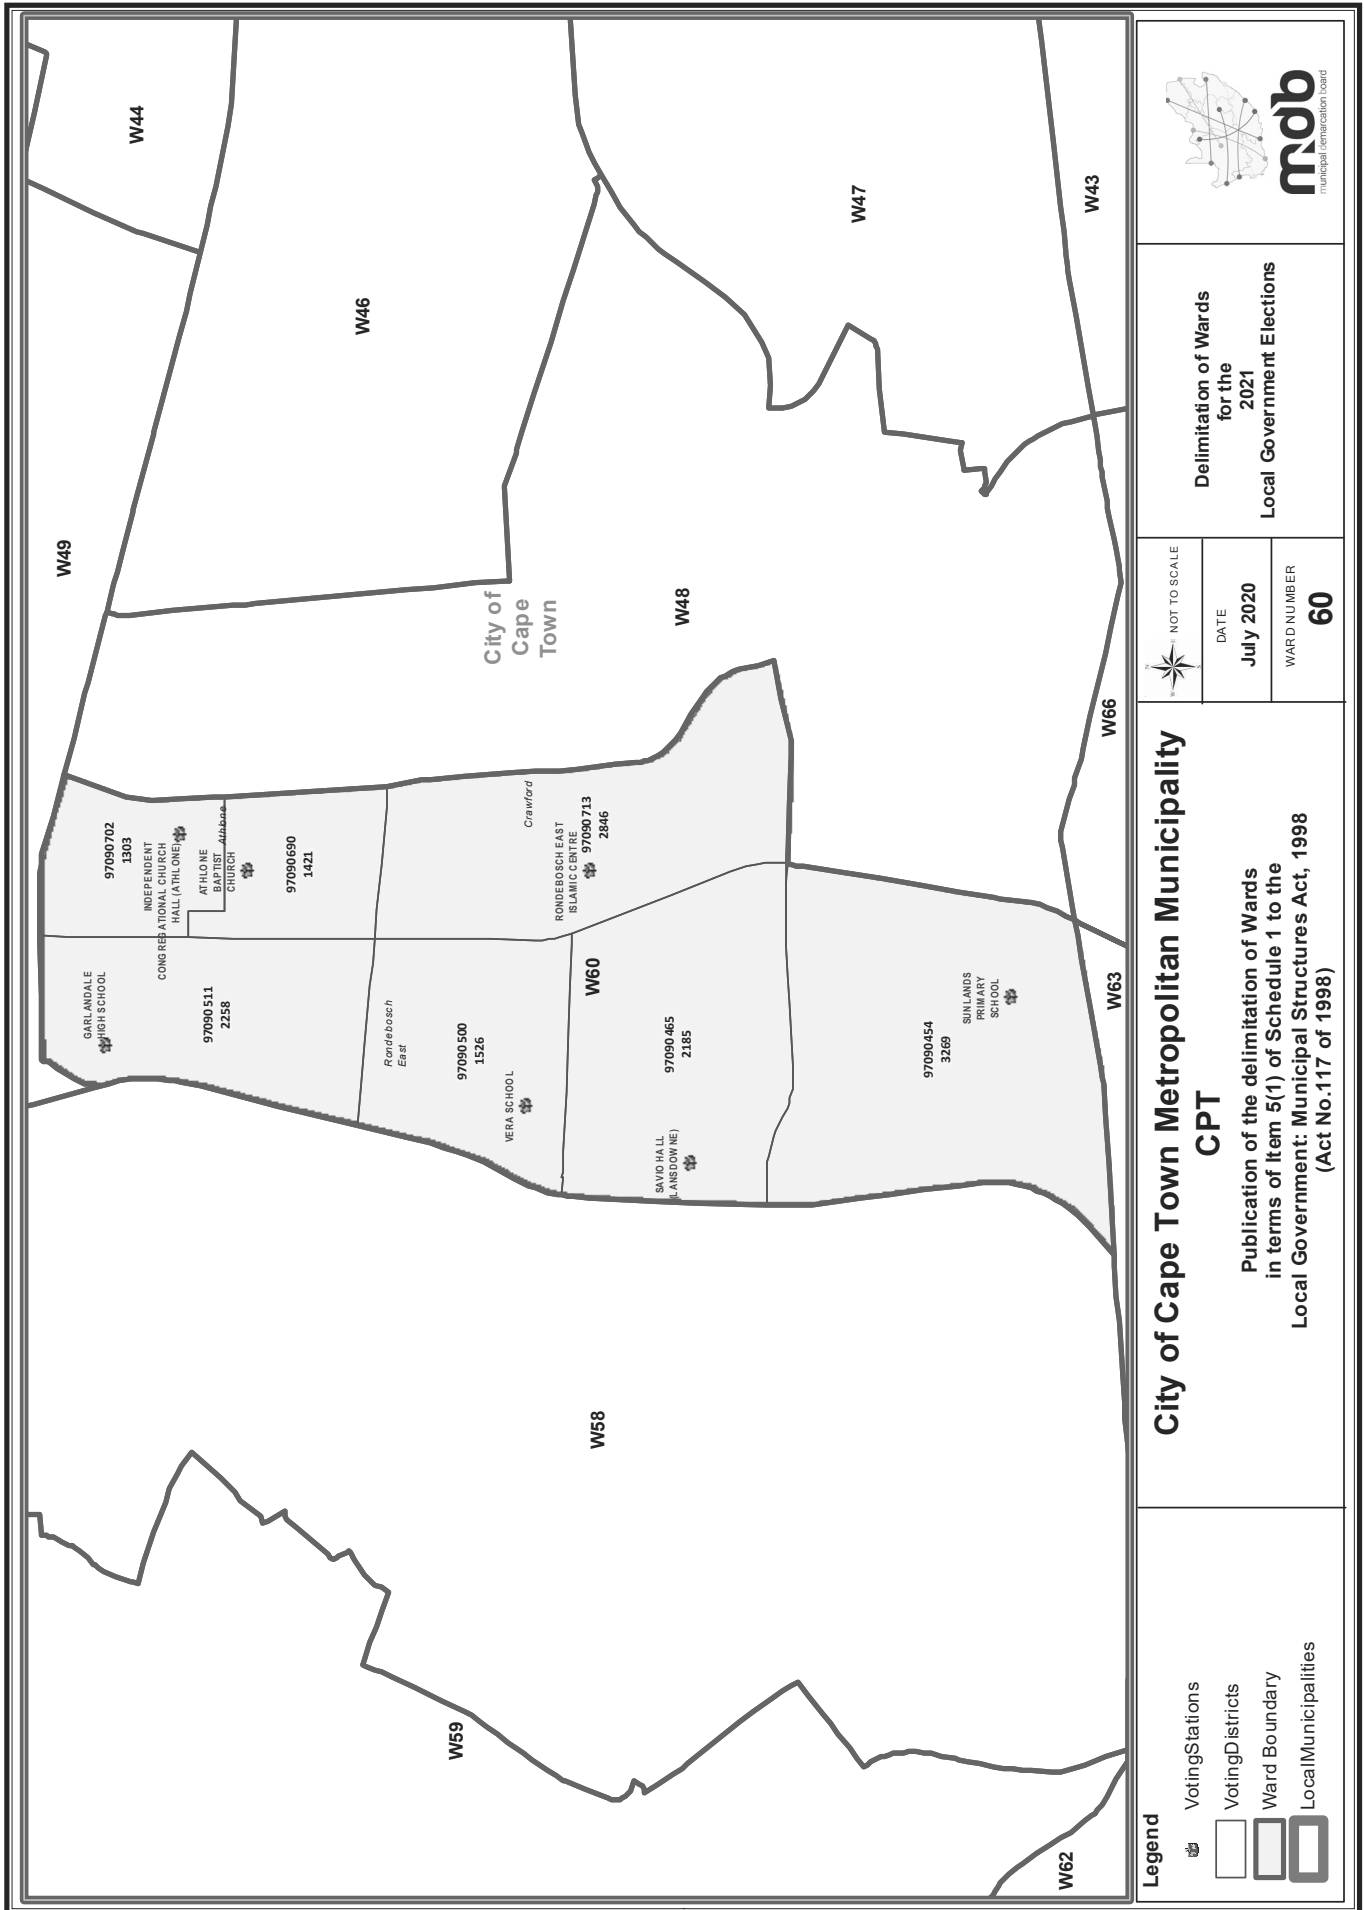 W44
W49
W46
W47
W43
W48
W66
W63
W58
W59
W62
City of
Cape
Town
97090702
1303
INDEPENDENT
CONGREGATIONAL CHURCH
HALL (ATHLONE)
ATHLONE
BAPTIST
CHURCH
Athlone
97090690
1421
GARLANDALE
HIGH SCHOOL
97090511
2258
Rondebosch
East
97090500
1526
VERA SCHOOL
Crawford
RONDEBOSCH EAST
ISLAMIC CENTRE
97090713
2846
W60
97090465
2185
SAVIO HALL
(LANSDOWNE)
97090454
3269
SUNLANDS
PRIMARY
SCHOOL
Legend
VotingStations
VotingDistricts
Ward Boundary
LocalMunicipalities
City of Cape Town Metropolitan Municipality
CPT
Publication of the delimitation of Wards
in terms of Item 5(1) of Schedule 1 to the
Local Government: Municipal Structures Act, 1998
(Act No.117 of 1998)
N
E
S
W
NOT TO SCALE
DATE
July 2020
WARD NUMBER
60
Delimitation of Wards
for the
2021
Local Government Elections
mdb
municipal demarcation board